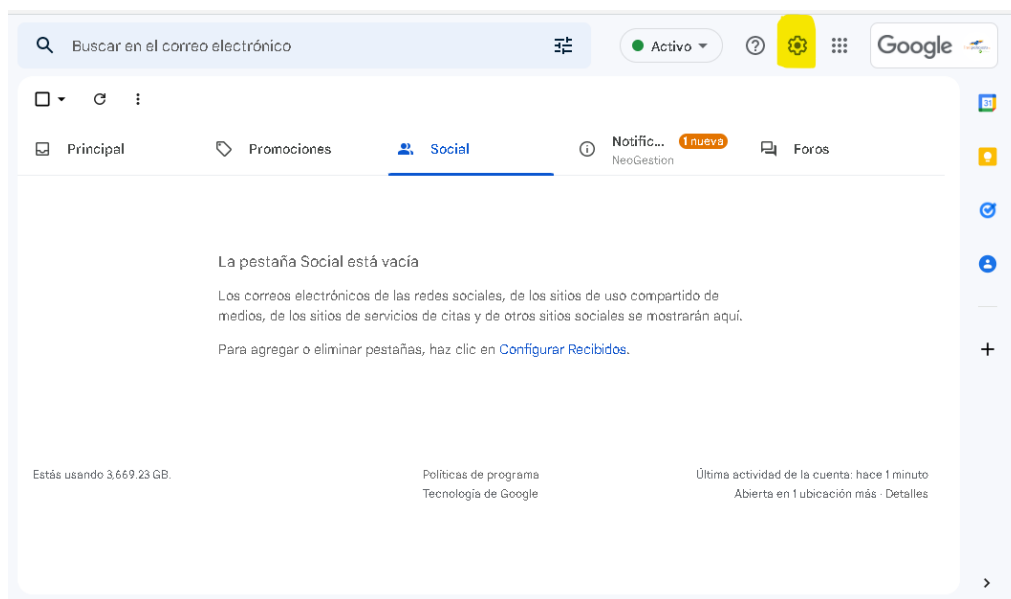 Buscar en el correo electrónico
Activo
Google
Principal
Promociones
Social
Notific... 1 nueva
NeoGestion
Foros
31
La pestaña Social está vacía
Los correos electrónicos de las redes sociales, de los sitios de uso compartido de
medios, de los sitios de servicios de citas y de otros sitios sociales se mostrarán aquí.
Para agregar o eliminar pestañas, haz clic en Configurar Recibidos.
Estás usando 3,669.23 GB.
Políticas de programa
Tecnología de Google
Última actividad de la cuenta: hace 1 minuto
Abierta en 1 ubicación más · Detalles